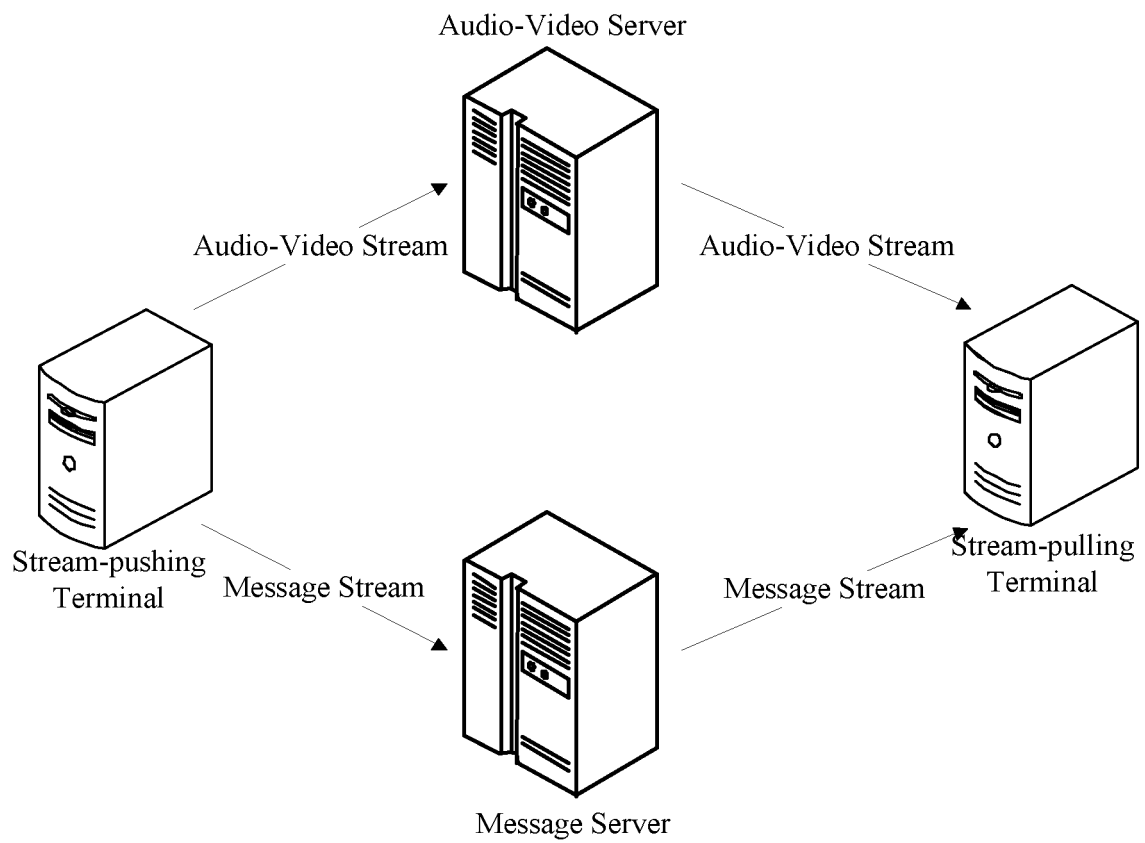 Audio-Video Server
Audio-Video Stream
Audio-Video Stream
Stream-pushing
Terminal
Stream-pulling
Terminal
Message Stream
Message Stream
Message Server